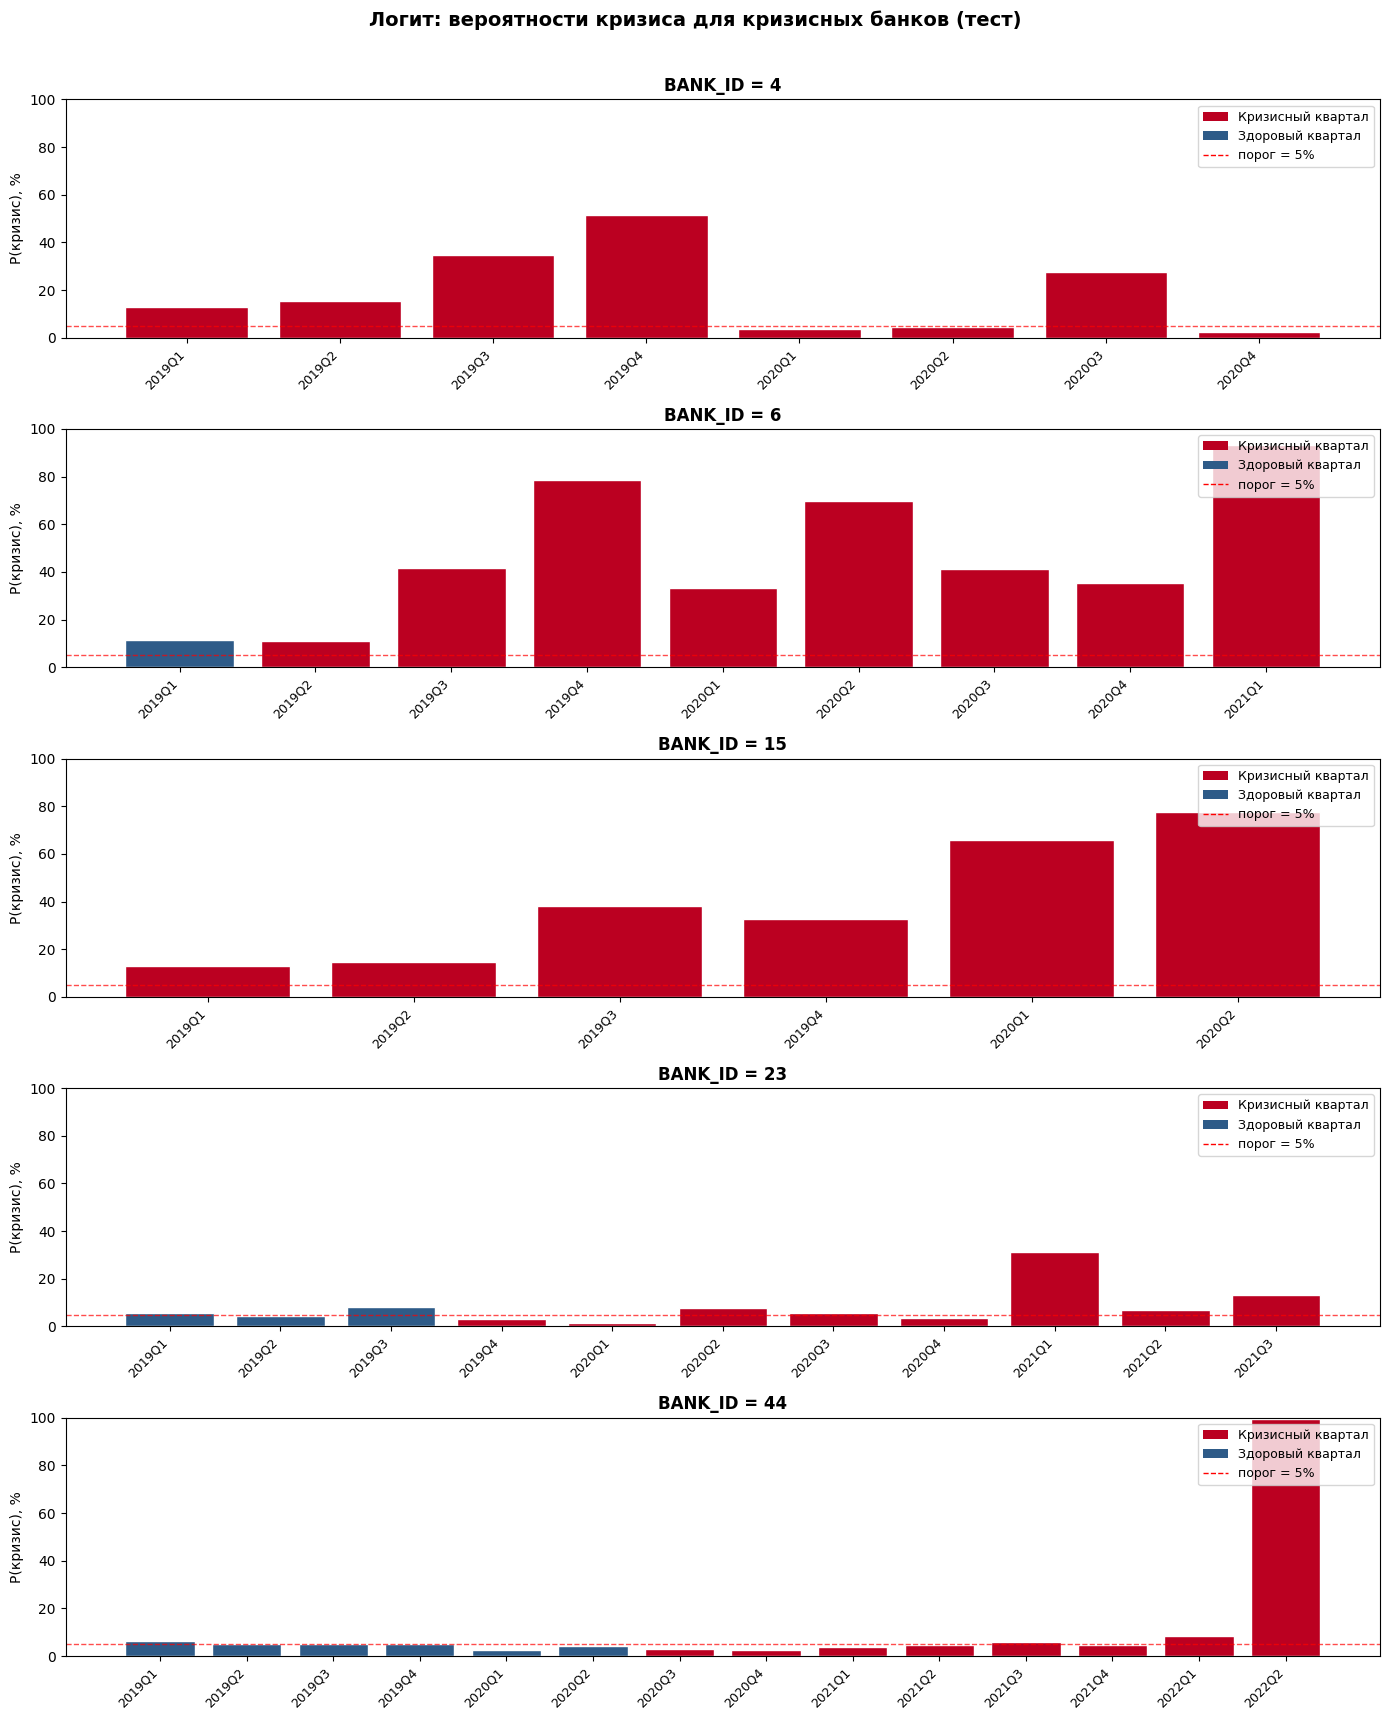 Логит: вероятности кризиса для кризисных банков (тест)
BANK_ID = 4
P(кризис), %
100
80
60
40
20
0
Кризисный квартал
Здоровый квартал
порог = 5%
2019Q1 2019Q2 2019Q3 2019Q4 2020Q1 2020Q2 2020Q3 2020Q4
BANK_ID = 6
P(кризис), %
100
80
60
40
20
0
Кризисный квартал
Здоровый квартал
порог = 5%
2019Q1 2019Q2 2019Q3 2019Q4 2020Q1 2020Q2 2020Q3 2020Q4 2021Q1
BANK_ID = 15
P(кризис), %
100
80
60
40
20
0
Кризисный квартал
Здоровый квартал
порог = 5%
2019Q1 2019Q2 2019Q3 2019Q4 2020Q1 2020Q2
BANK_ID = 23
P(кризис), %
100
80
60
40
20
0
Кризисный квартал
Здоровый квартал
порог = 5%
2019Q1 2019Q2 2019Q3 2019Q4 2020Q1 2020Q2 2020Q3 2020Q4 2021Q1 2021Q2 2021Q3
BANK_ID = 44
P(кризис), %
100
80
60
40
20
0
Кризисный квартал
Здоровый квартал
порог = 5%
2019Q1 2019Q2 2019Q3 2019Q4 2020Q1 2020Q2 2020Q3 2020Q4 2021Q1 2021Q2 2021Q3 2021Q4 2022Q1 2022Q2